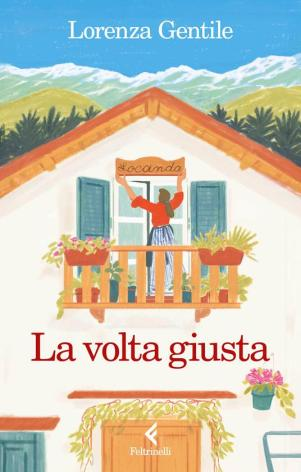 Lorenza Gentile
Locanda
La volta giusta
Feltrinelli